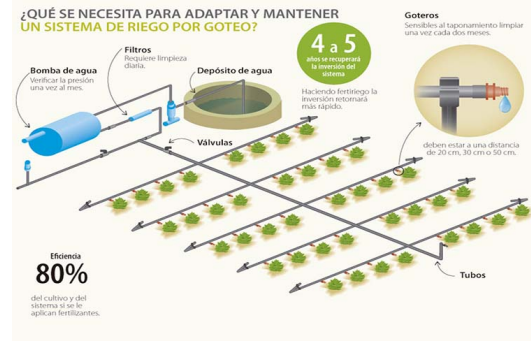 ¿QUÉ SE NECESITA PARA ADAPTAR Y MANTENER
UN SISTEMA DE RIEGO POR GOTEO?
Goteros
Sensibles al taponamiento limpiar
una vez cada dos meses.
Filtros
Requiere limpieza
diaria.
4 a 5
años se recuperará
la inversión del
sistema
Bomba de agua
Verificar la presión
una vez al mes.
Depósito de agua
Haciendo fertiriego la
inversión retornará
más rápido.
Válvulas
deben estar a una distancia
de 20 cm, 30 cm o 50 cm.
Eficiencia
80%
del cultivo y del
sistema si se le
aplican fertilizantes.
Tubos